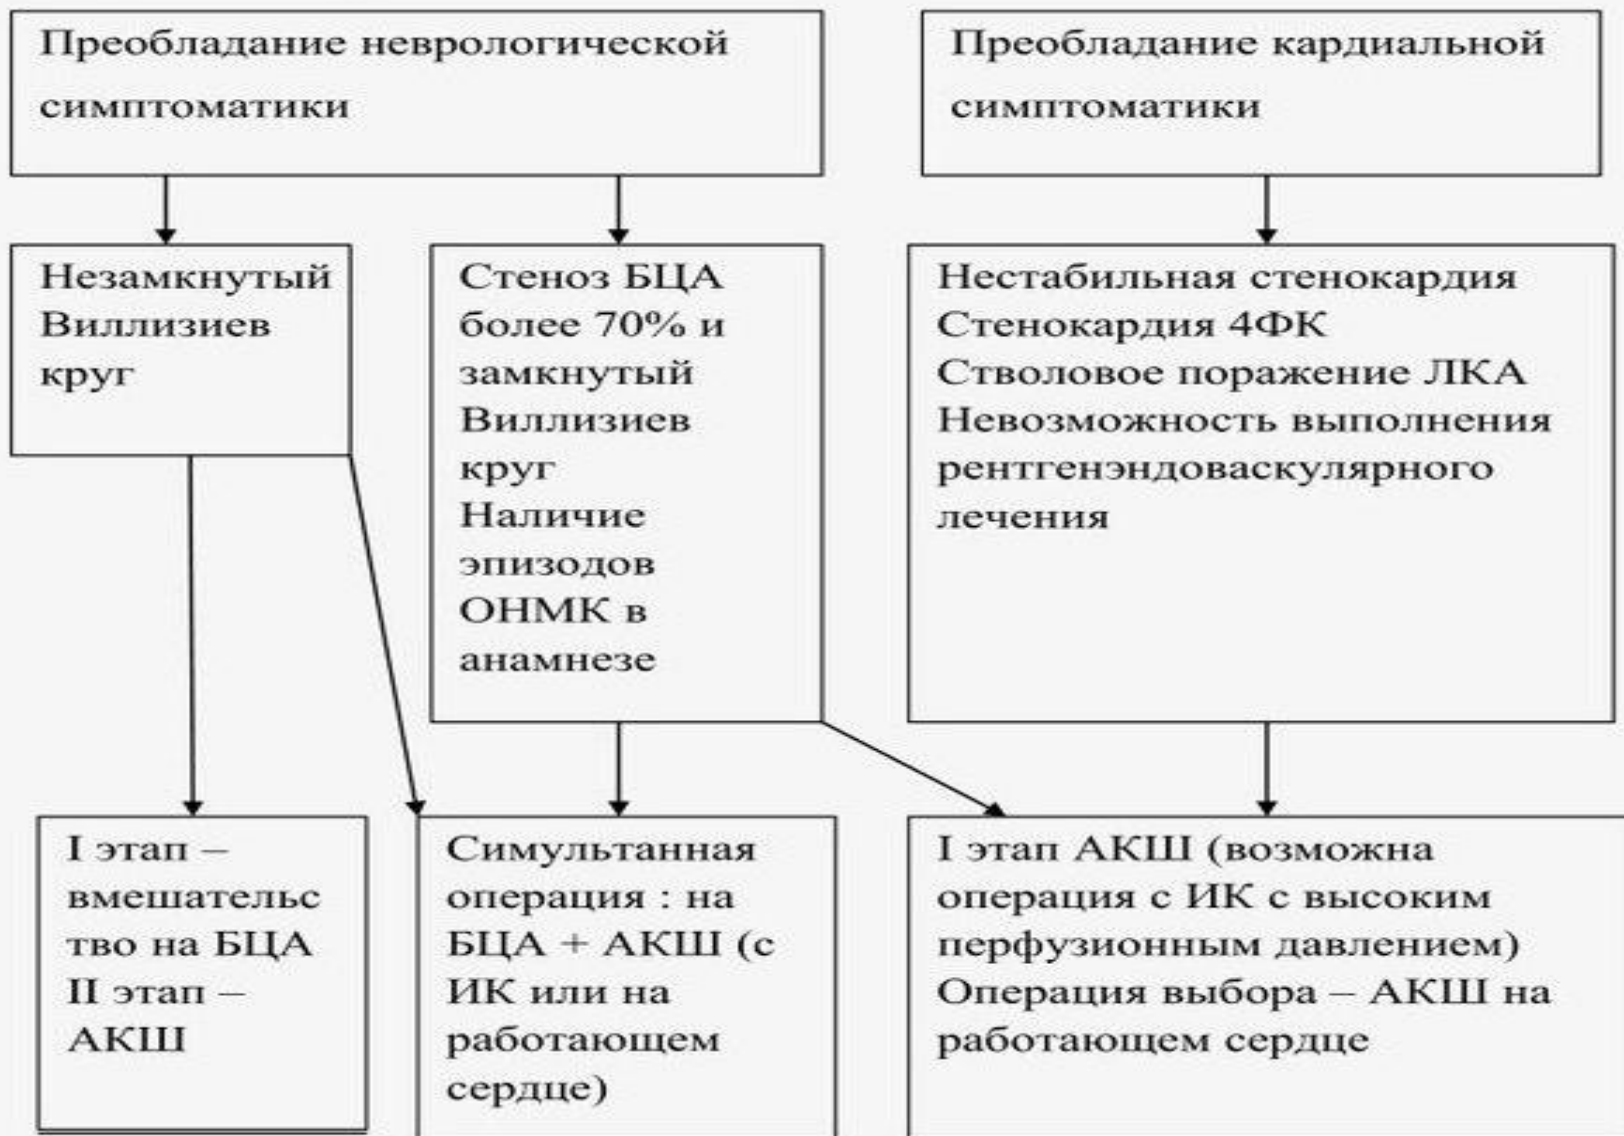 Преобладание неврологической
симптоматики
Преобладание кардиальной
симптоматики
Незамкнутый
Виллизиев
круг
Стеноз БЦА
более 70% и
замкнутый
Виллизиев
круг
Наличие
эпизодов
ОНМК в
анамнезе
Нестабильная стенокардия
Стенокардия 4ФК
Стволовое поражение ЛКА
Невозможность выполнения
рентгенэндоваскулярного
лечения
I этап –
вмешательс
тво на БЦА
II этап –
АКШ
Симультанная
операция : на
БЦА + АКШ (с
ИК или на
работающем
сердце)
I этап АКШ (возможна
операция с ИК с высоким
перфузионным давлением)
Операция выбора – АКШ на
работающем сердце